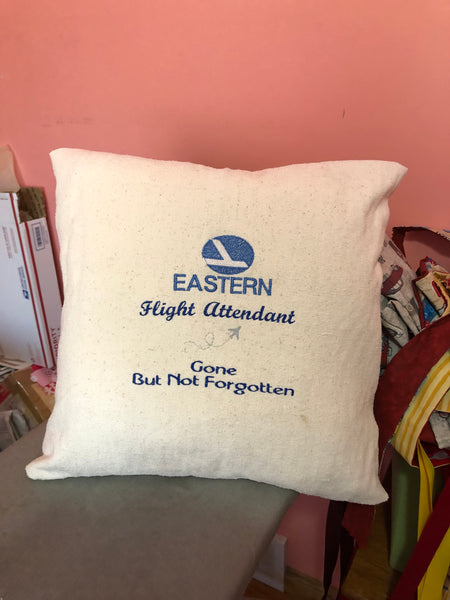 EASTERN
Flight Attendant
Gone
But Not Forgotten